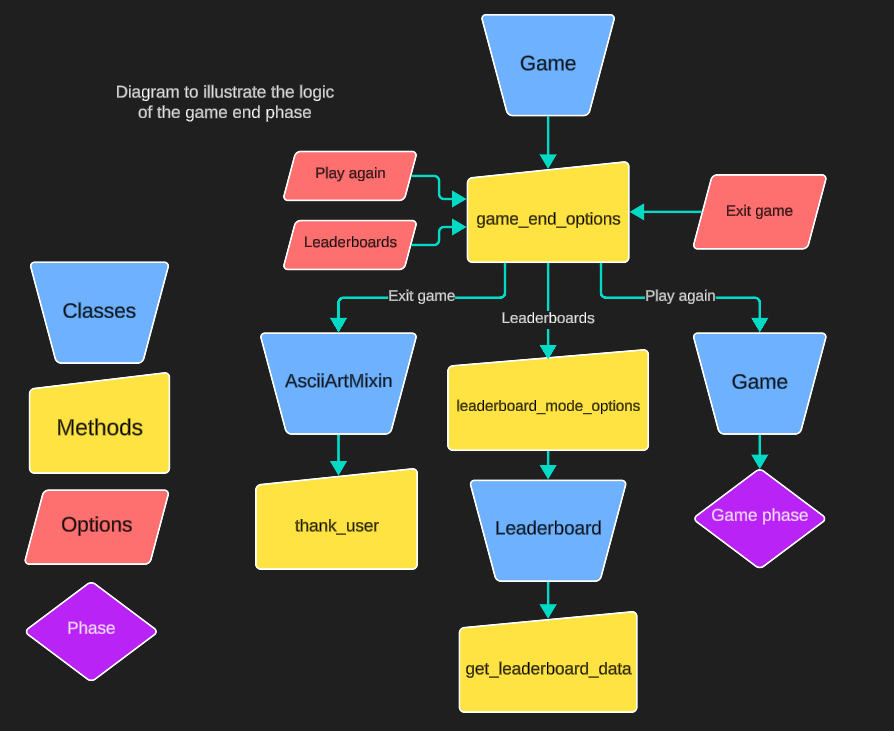 Game
Diagram to illustrate the logic
of the game end phase
Play again
Leaderboards
game_end_options
Exit game
Classes
Exit game
Leaderboards
Play again
AsciiArtMixin
leaderboard_mode_options
Game
Methods
thank_user
Leaderboard
Game phase
Options
Phase
get_leaderboard_data